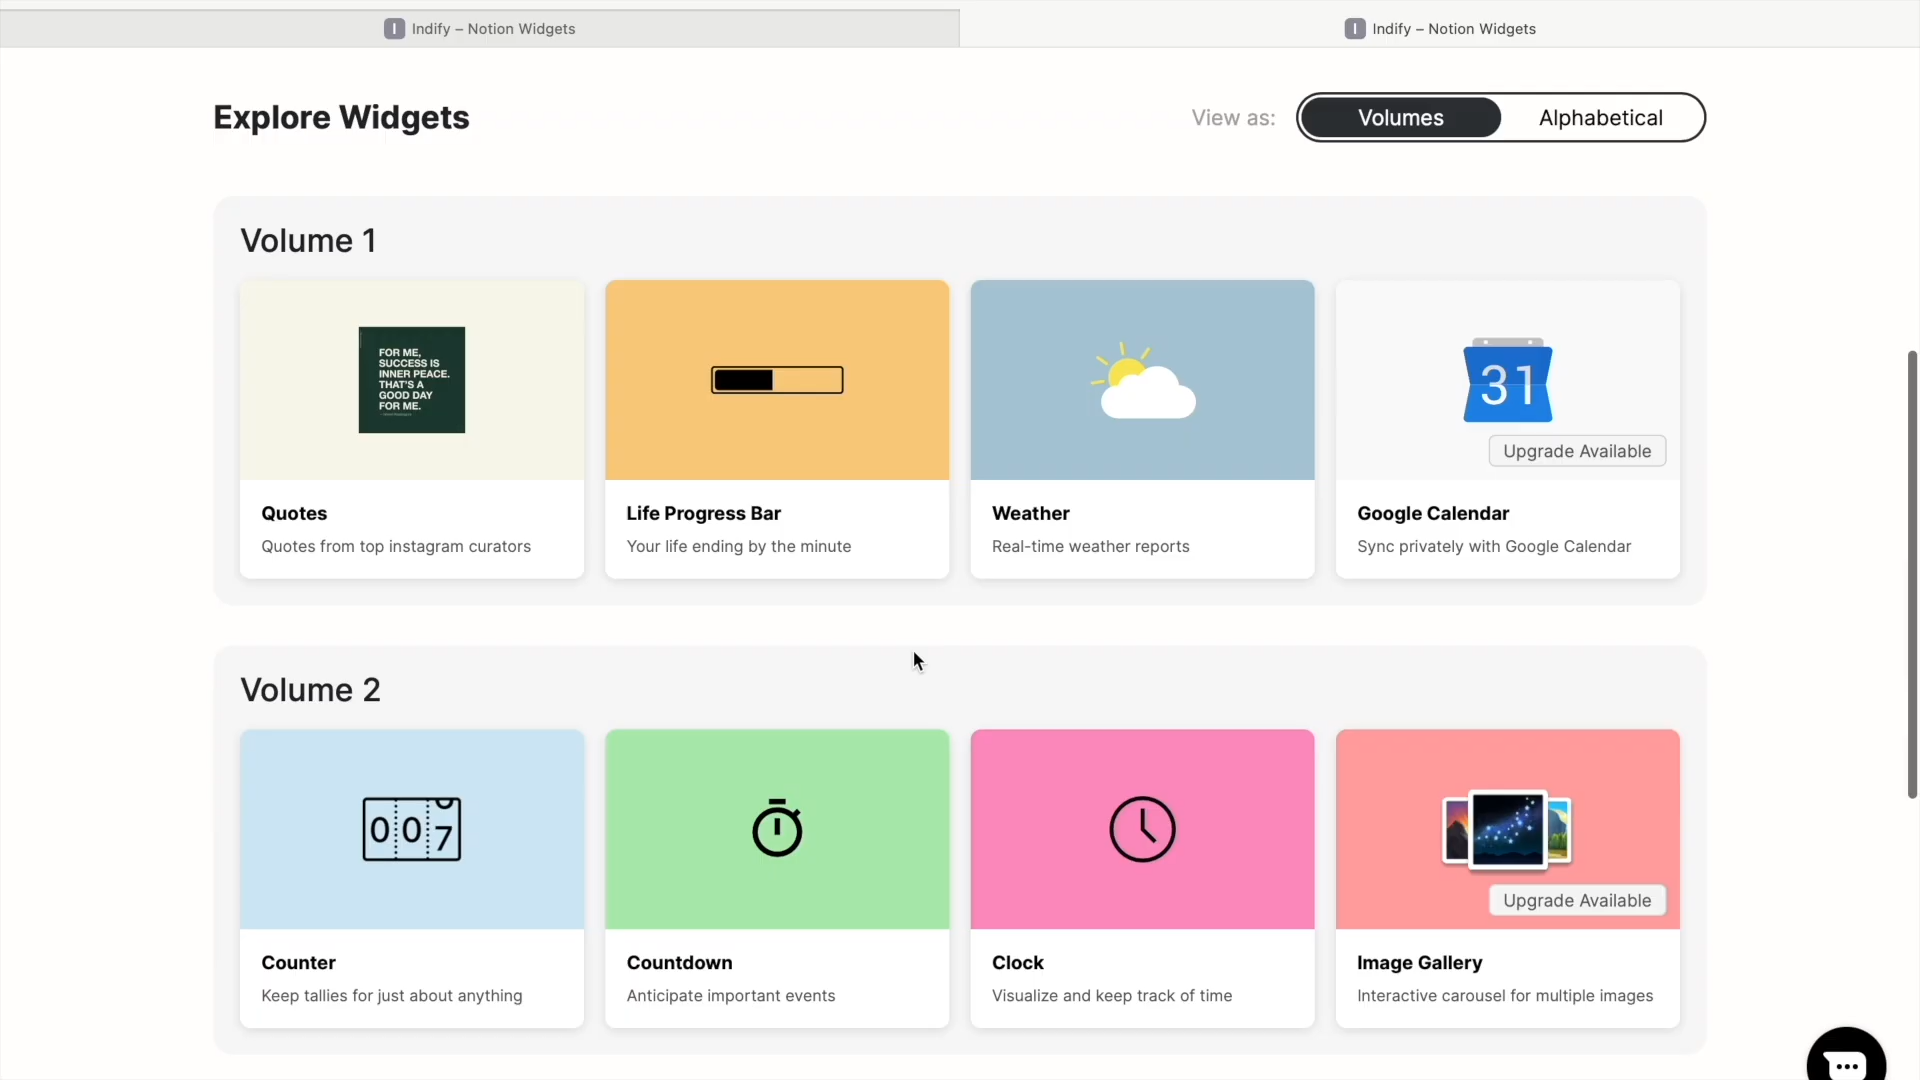 I Indify – Notion Widgets
I Indify – Notion Widgets
Explore Widgets
View as: Volumes Alphabetical
Volume 1
FOR ME,
SUCCESS IS
INNER PEACE.
THAT'S A
GOOD DAY
FOR ME.
31
Upgrade Available
Quotes
Quotes from top instagram curators
Life Progress Bar
Your life ending by the minute
Weather
Real-time weather reports
Google Calendar
Sync privately with Google Calendar
Volume 2
007
Upgrade Available
Counter
Keep tallies for just about anything
Countdown
Anticipate important events
Clock
Visualize and keep track of time
Image Gallery
Interactive carousel for multiple images